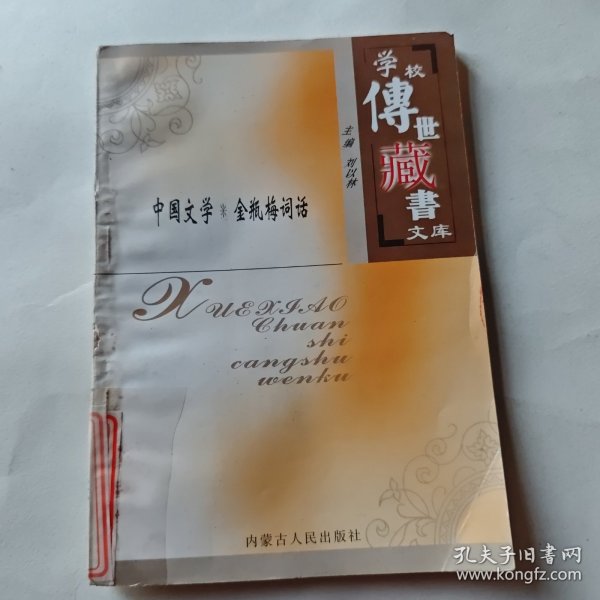 学校
傳世
藏書
文库
主编 刘以林
中国文学※金瓶梅词话
XUEXIAO
Chuan
shi
cangshu
wenku
内蒙古人民出版社
孔夫子旧书网
www.kongfz.com